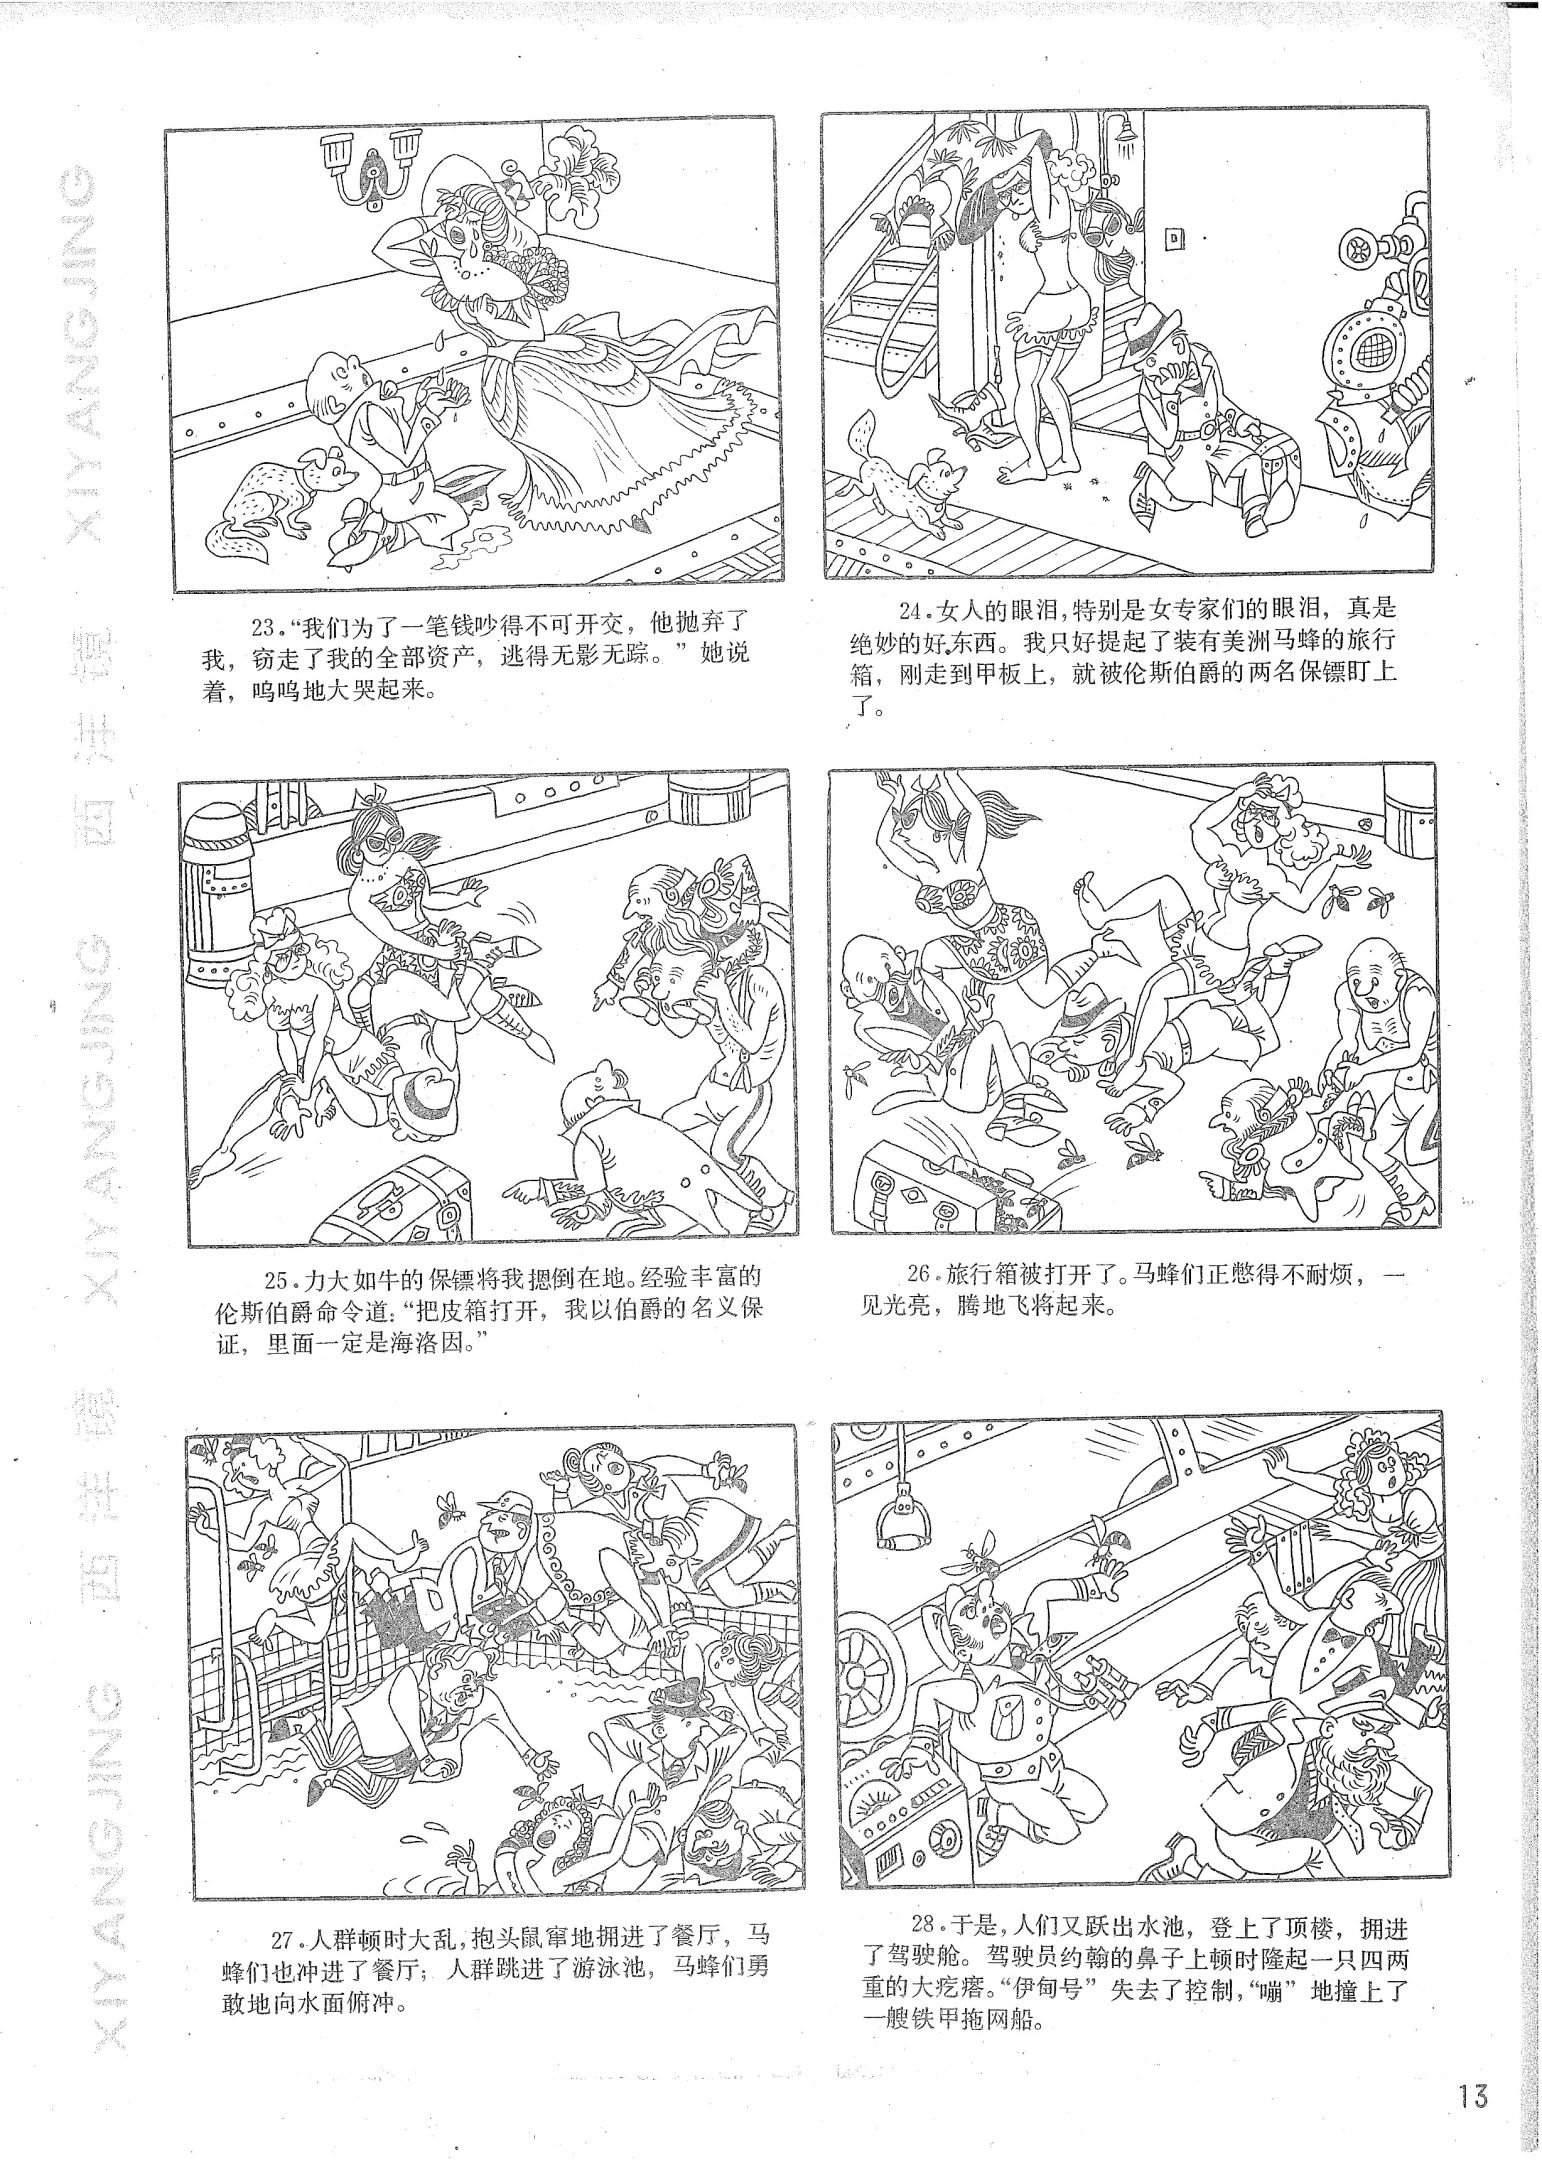 XIYANGJING 西洋镜 XIYANGJING 西洋镜 XIYANGJING
23.“我们为了一笔钱吵得不可开交，他抛弃了
我，窃走了我的全部资产，逃得无影无踪。”她说
着，呜呜地大哭起来。
24.女人的眼泪，特别是女专家们的眼泪，真是
绝妙的好东西。我只好提起了装有美洲马蜂的旅行
箱，刚走到甲板上，就被伦斯伯爵的两名保镖盯上
了。
25.力大如牛的保镖将我摁倒在地。经验丰富的
伦斯伯爵命令道：“把皮箱打开，我以伯爵的名义保
证，里面一定是海洛因。”
26.旅行箱被打开了。马蜂们正憋得不耐烦，一
见光亮，腾地飞将起来。
27.人群顿时大乱，抱头鼠窜地拥进了餐厅，马
蜂们也冲进了餐厅；人群跳进了游泳池，马蜂们勇
敢地向水面俯冲。
28.于是，人们又跃出水池，登上了顶楼，拥进
了驾驶舱。驾驶员约翰的鼻子上顿时隆起一只四两
重的大疙瘩。“伊甸号”失去了控制，“嘣”地撞上了
一艘铁甲拖网船。
13